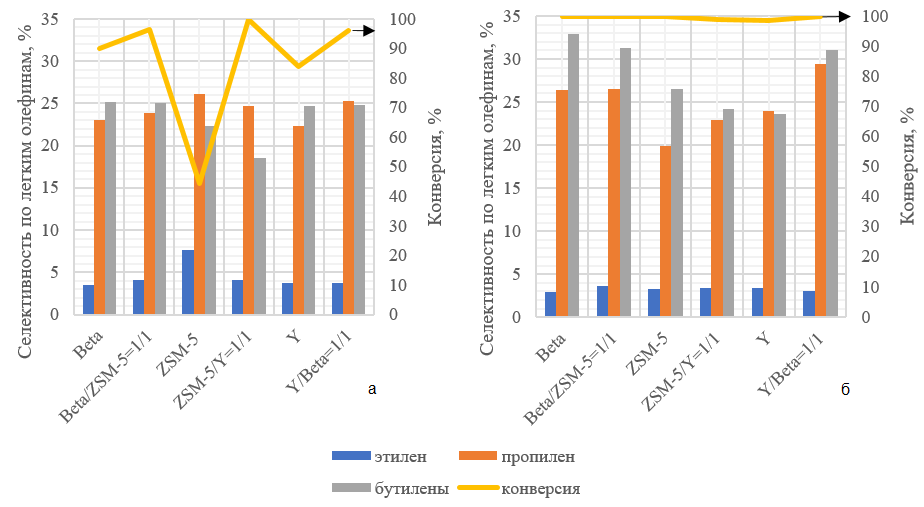 Селективность по легким олефинам, %
35
30
25
20
15
10
5
0
100
90
80
70
60
50
40
30
20
10
0
Конверсия, %
Beta
Beta/ZSM-5=1/1
ZSM-5
ZSM-5/Y=1/1
Y
Y/Beta=1/1
а
Селективность по легким олефинам, %
35
30
25
20
15
10
5
0
100
90
80
70
60
50
40
30
20
10
0
Конверсия, %
Beta
Beta/ZSM-5=1/1
ZSM-5
ZSM-5/Y=1/1
Y
Y/Beta=1/1
б
этилен
пропилен
бутилены
конверсия